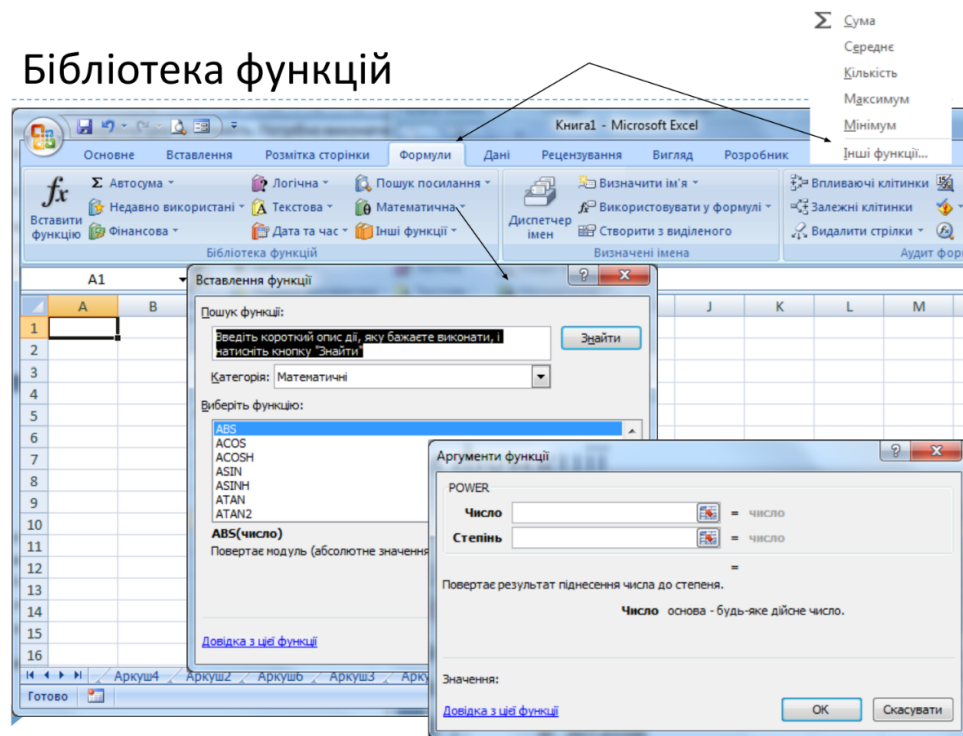 Σ Сума
Середнє
Кількість
Максимум
Мінімум
Інші функції...
Бібліотека функцій
Книга1 - Microsoft Excel
Основне Вставлення Розмітка сторінки Формули Дані Рецензування Вигляд Розробник
fx Вставити функцію
Σ Автосума
Недавно використані
Фінансова
Логічна
Текстова
Дата та час
Пошук посилання
Математична
Інші функції
Бібліотека функцій
Диспетчер імен
Визначити ім'я
Використовувати у формулі
Створити з виділеного
Визначені імена
Впливаючі клітинки
Залежні клітинки
Видалити стрілки
Аудит фор
A1
A B J K L M
1
2
3
4
5
6
7
8
9
10
11
12
13
14
15
16
Вставлення функції
Пошук функції:
Введіть короткий опис дії, яку бажаєте виконати, і
натисніть кнопку "Знайти"
Знайти
Категорія: Математичні
Виберіть функцію:
ABS
ACOS
ACOSH
ASIN
ASINH
ATAN
ATAN2
ABS(число)
Повертає модуль (абсолютне значення
Довідка з цієї функції
Аргументи функції
POWER
Число = число
Степінь = число
=
Повертає результат піднесення числа до степеня.
Число основа - будь-яке дійсне число.
Значення:
Довідка з цієї функції
ОК Скасувати
Аркуш4 Аркуш2 Аркуш6 Аркуш3 Арку
Готово